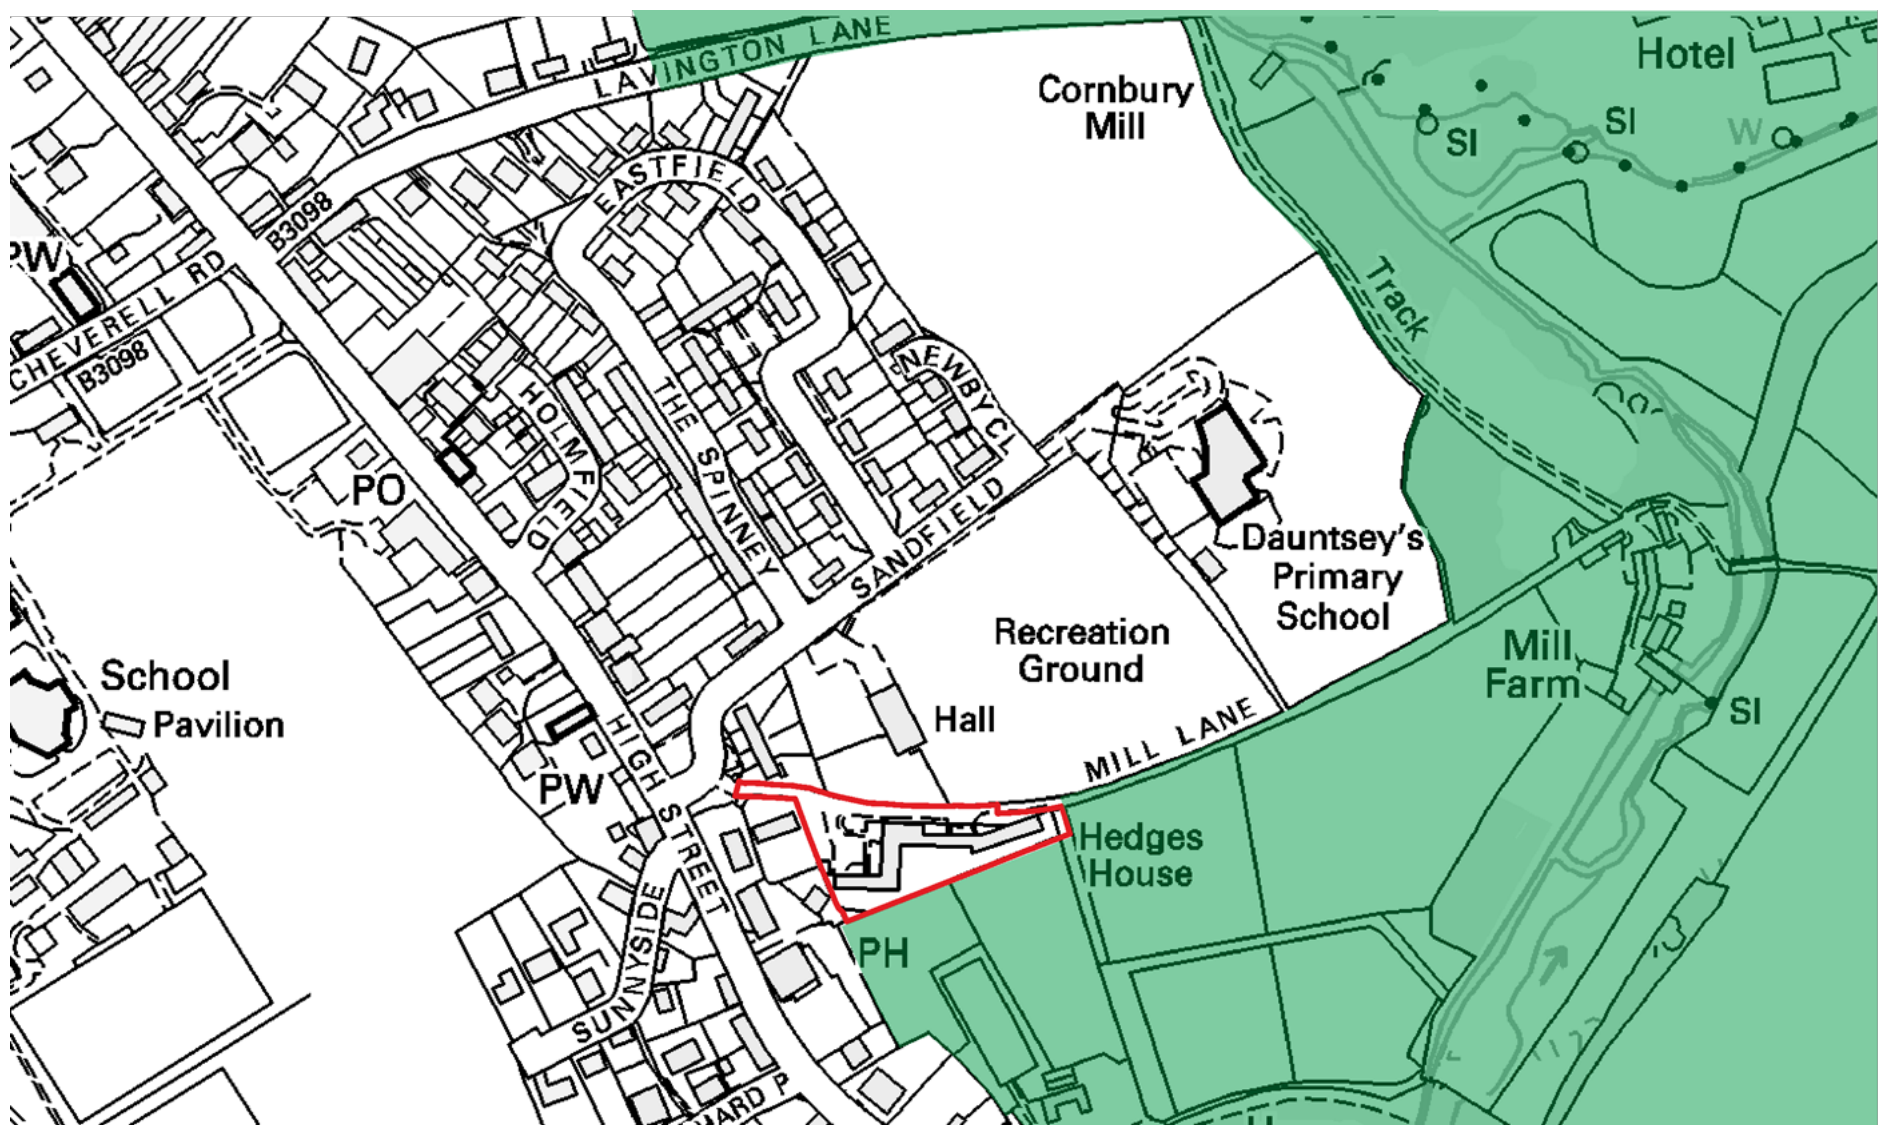 LAVINGTON LANE
Hotel
Cornbury
Mill
SI
SI
W
EASTFIELD
B3098
PW
CHEVERELL RD
B3098
Track
NEWBY CL
HOLMFIELD
THE SPINNEY
PO
SANDFIELD
Dauntsey's
Primary
School
Recreation
Ground
Mill
Farm
School
Pavilion
Hall
SI
MILL LANE
PW
HIGH STREET
Hedges
House
SUNNYSIDE
PH